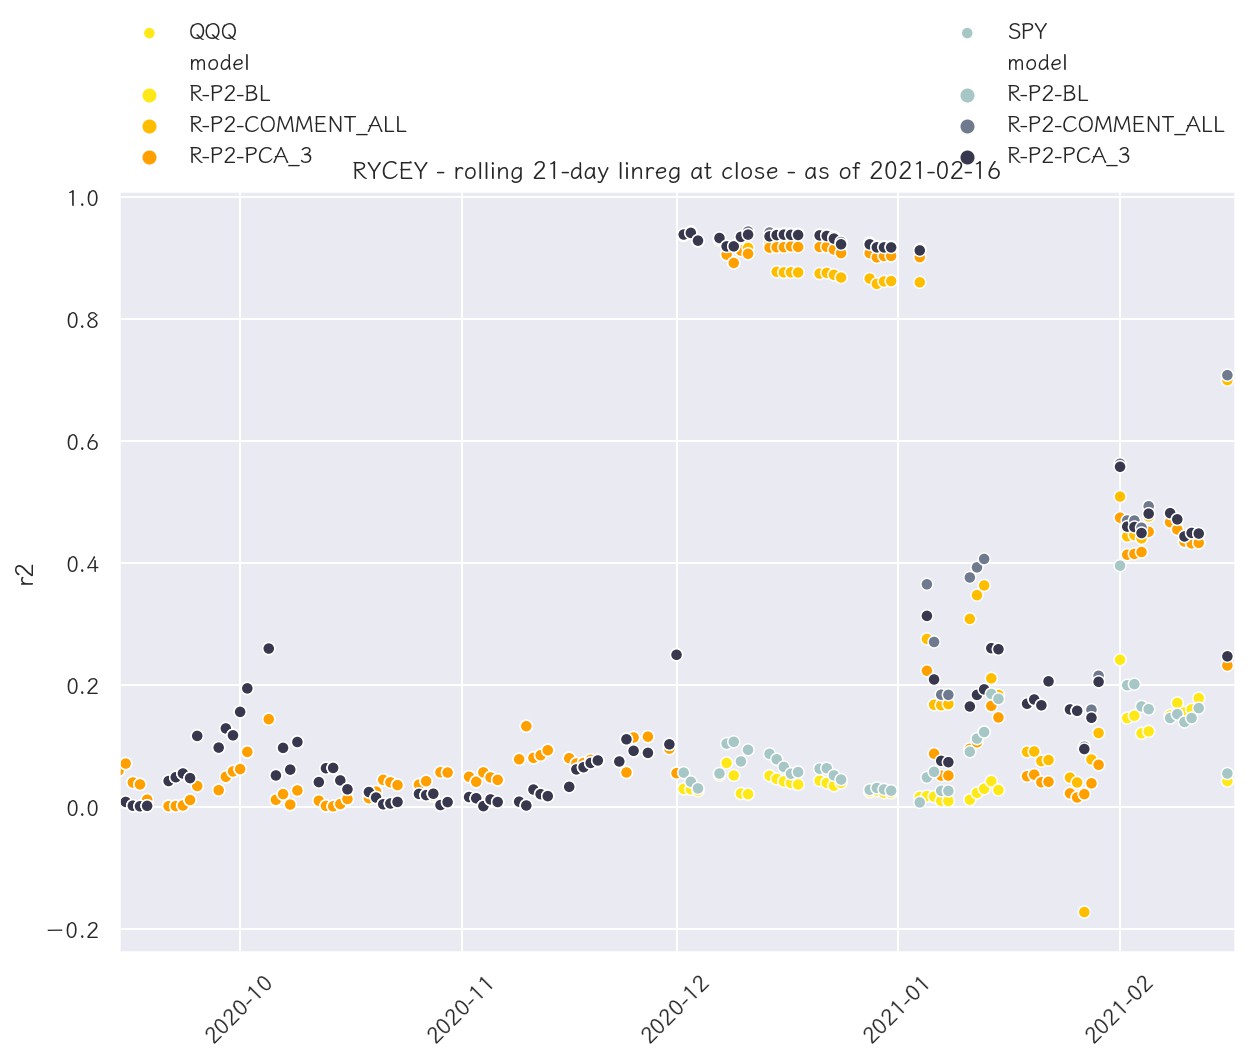 QQQ
model
R-P2-BL
R-P2-COMMENT_ALL
R-P2-PCA_3
SPY
model
R-P2-BL
R-P2-COMMENT_ALL
R-P2-PCA_3
RYCEY - rolling 21-day linreg at close - as of 2021-02-16
1.0
0.8
0.6
0.4
0.2
0.0
−0.2
r2
2020-10
2020-11
2020-12
2021-01
2021-02